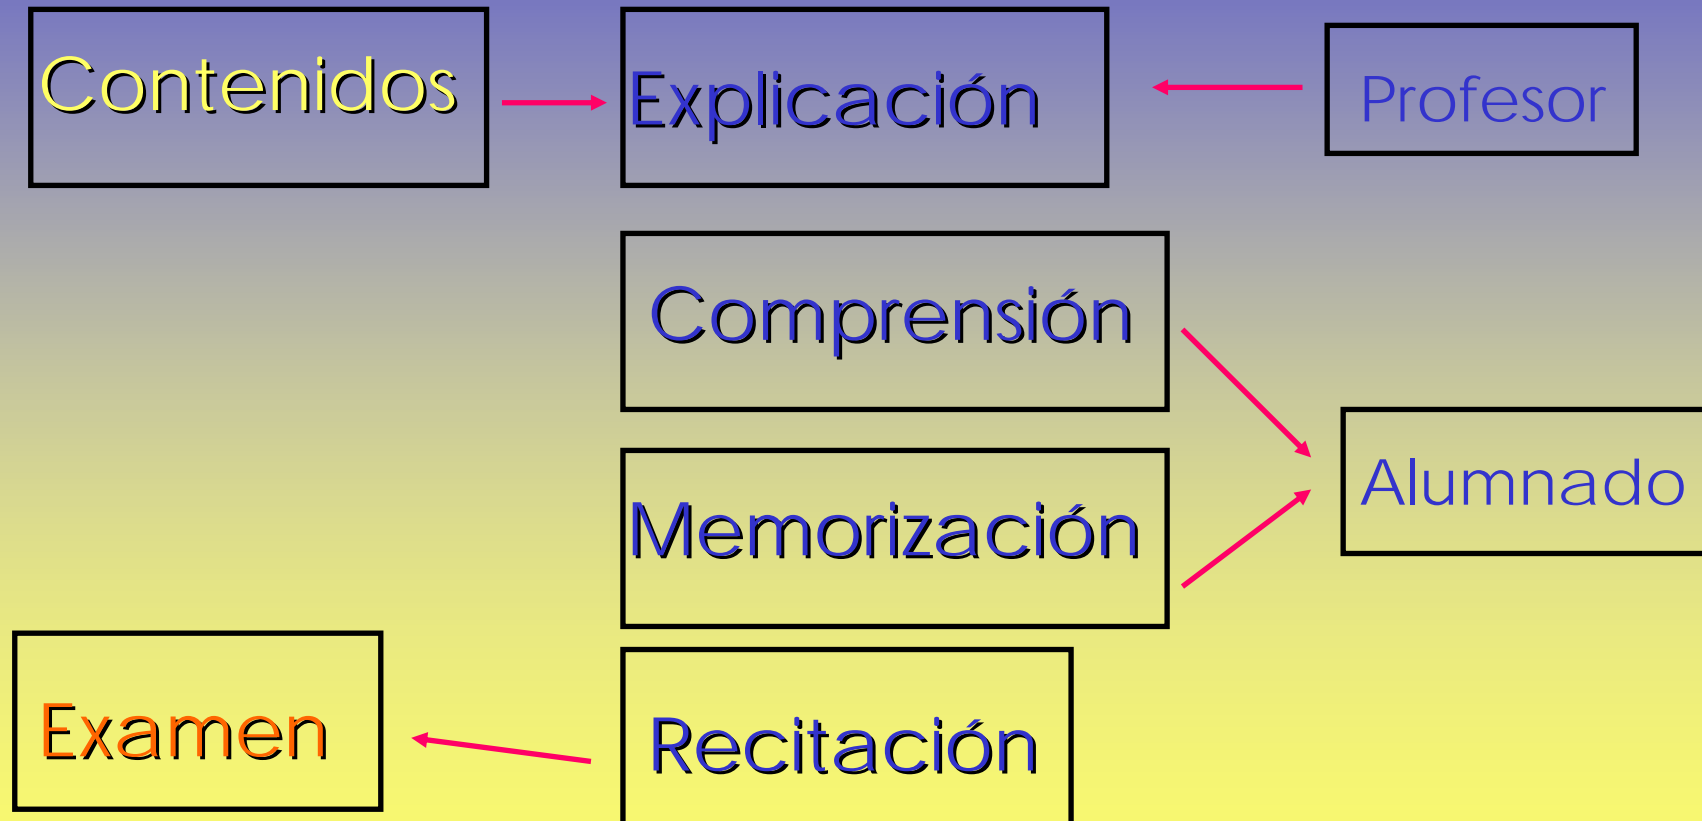 Contenidos
Explicación
Profesor
Comprensión
Memorización
Alumnado
Examen
Recitación